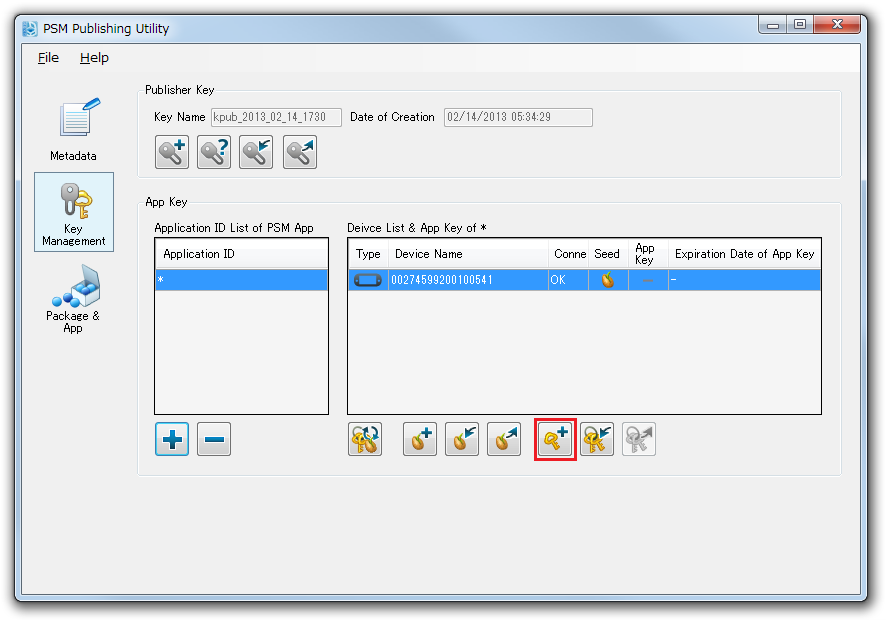 PSM Publishing Utility
File Help
Metadata
Key
Management
Package &
App
Publisher Key
Key Name kpub_2013_02_14_1730 Date of Creation 02/14/2013 05:34:29
App Key
Application ID List of PSM App
Application ID
*
Deivce List & App Key of *
Type Device Name Conne Seed App Key Expiration Date of App Key
00274599200100541 OK — -